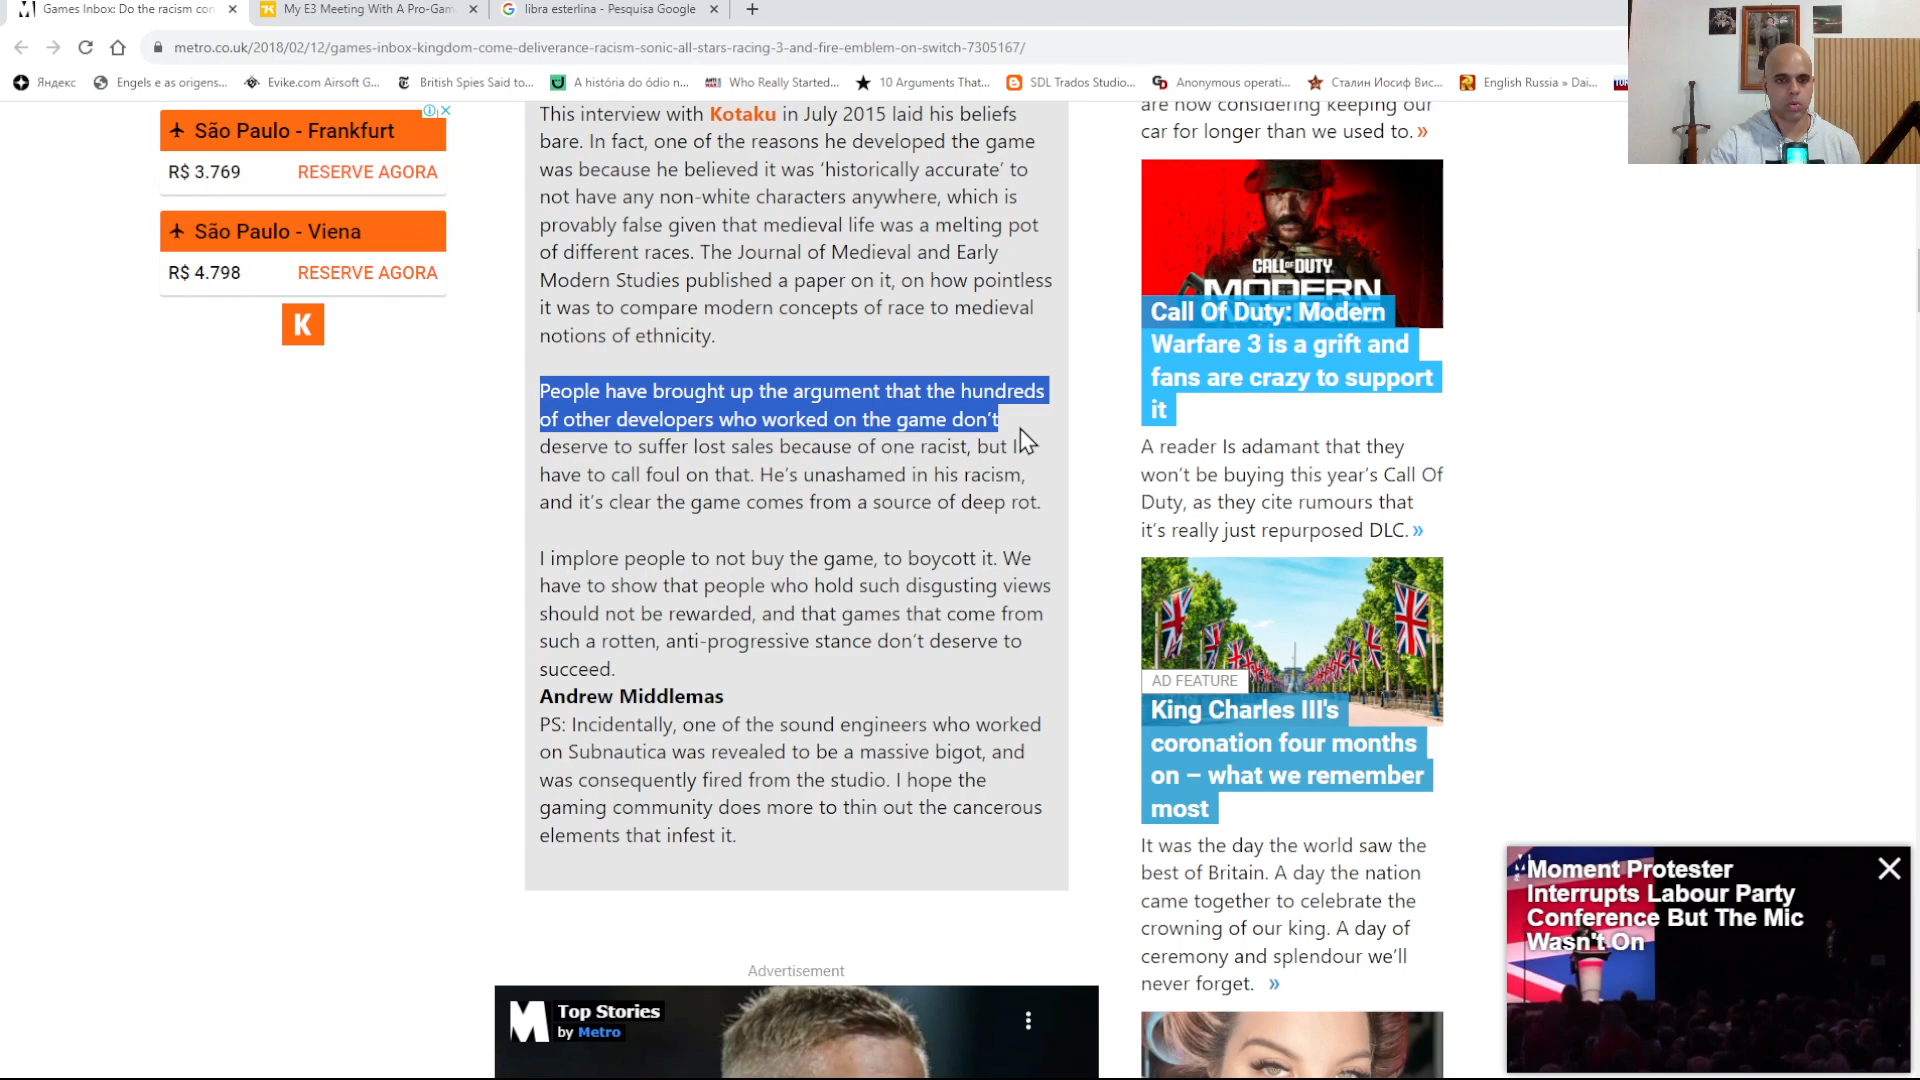 Games Inbox: Do the racism con
My E3 Meeting With A Pro-Gam
libra esterlina - Pesquisa Google
metro.co.uk/2018/02/12/games-inbox-kingdom-come-deliverance-racism-sonic-all-stars-racing-3-and-fire-emblem-on-switch-7305167/
Яндекс
Engels e as origens...
Evike.com Airsoft G...
British Spies Said to...
A história do ódio n...
Who Really Started...
10 Arguments That...
SDL Trados Studio...
Anonymous operati...
Сталин Иосиф Вис...
English Russia » Dai...
São Paulo - Frankfurt
R$ 3.769 RESERVE AGORA
São Paulo - Viena
R$ 4.798 RESERVE AGORA
K
This interview with Kotaku in July 2015 laid his beliefs
bare. In fact, one of the reasons he developed the game
was because he believed it was ‘historically accurate’ to
not have any non-white characters anywhere, which is
provably false given that medieval life was a melting pot
of different races. The Journal of Medieval and Early
Modern Studies published a paper on it, on how pointless
it was to compare modern concepts of race to medieval
notions of ethnicity.
People have brought up the argument that the hundreds
of other developers who worked on the game don’t
deserve to suffer lost sales because of one racist, but I
have to call foul on that. He’s unashamed in his racism,
and it’s clear the game comes from a source of deep rot.
I implore people to not buy the game, to boycott it. We
have to show that people who hold such disgusting views
should not be rewarded, and that games that come from
such a rotten, anti-progressive stance don’t deserve to
succeed.
Andrew Middlemas
PS: Incidentally, one of the sound engineers who worked
on Subnautica was revealed to be a massive bigot, and
was consequently fired from the studio. I hope the
gaming community does more to thin out the cancerous
elements that infest it.
Advertisement
Top Stories
by Metro
are now considering keeping our
car for longer than we used to. »
CALL OF DUTY
MODERN
Call Of Duty: Modern
Warfare 3 is a grift and
fans are crazy to support
it
A reader Is adamant that they
won’t be buying this year’s Call Of
Duty, as they cite rumours that
it’s really just repurposed DLC. »
AD FEATURE
King Charles III's
coronation four months
on – what we remember
most
It was the day the world saw the
best of Britain. A day the nation
came together to celebrate the
crowning of our king. A day of
ceremony and splendour we’ll
never forget. »
Moment Protester
Interrupts Labour Party
Conference But The Mic
Wasn't On